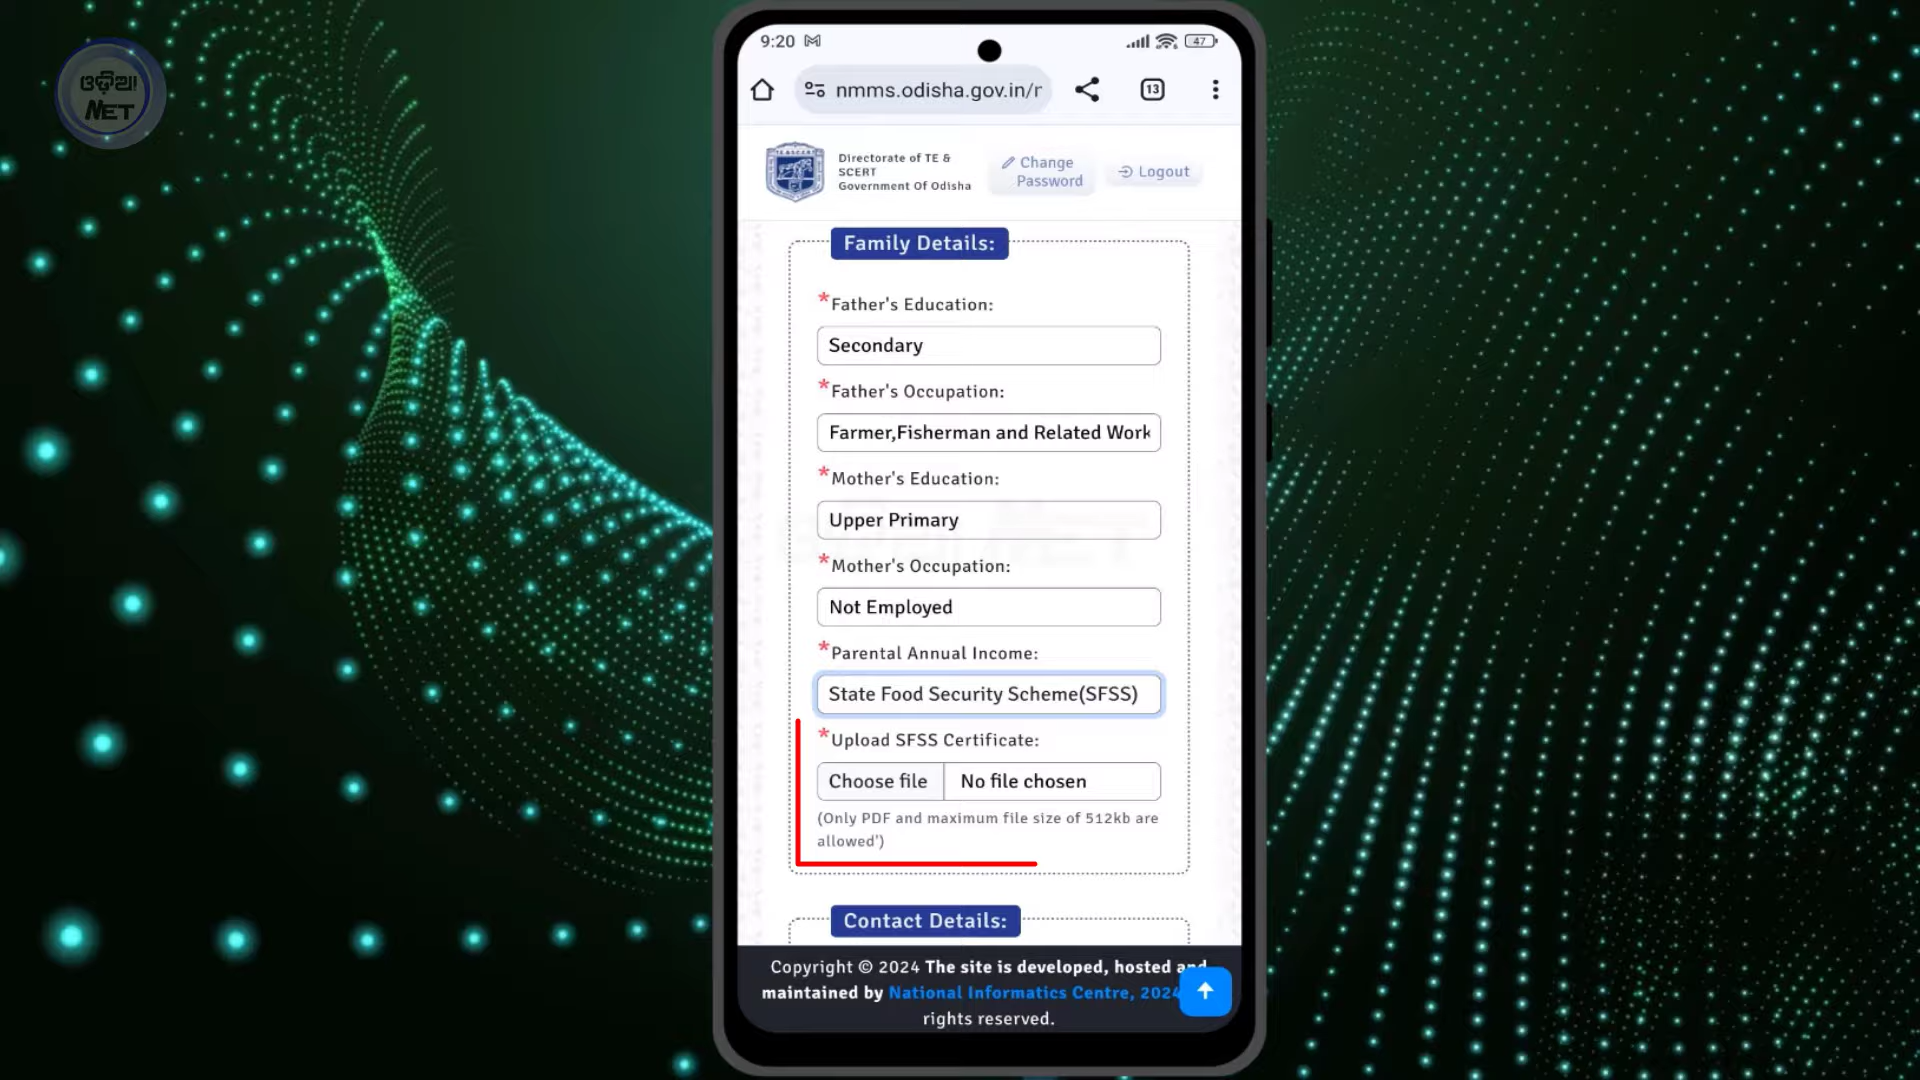 ଓଡ଼ିଆ
NET
9:20
47
nmms.odisha.gov.in/r
13
Directorate of TE &
SCERT
Government Of Odisha
Change
Password
Logout
Family Details:
*Father's Education:
Secondary
*Father's Occupation:
Farmer,Fisherman and Related Work
*Mother's Education:
Upper Primary
*Mother's Occupation:
Not Employed
*Parental Annual Income:
State Food Security Scheme(SFSS)
*Upload SFSS Certificate:
Choose file No file chosen
(Only PDF and maximum file size of 512kb are
allowed')
Contact Details:
Copyright © 2024 The site is developed, hosted and
maintained by National Informatics Centre, 2024
rights reserved.